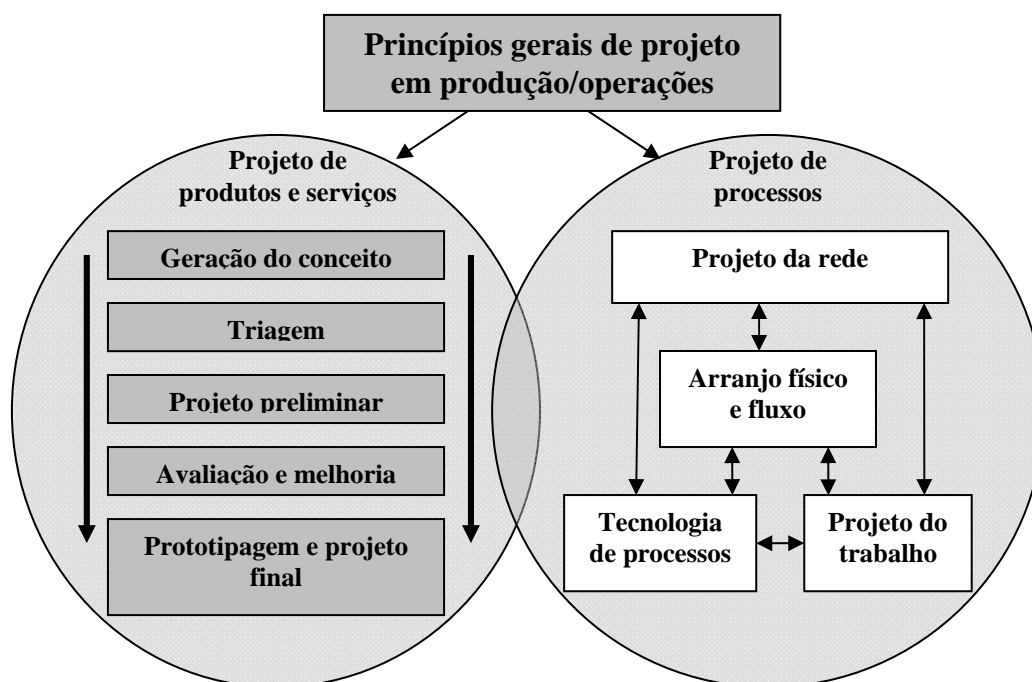 Princípios gerais de projeto
em produção/operações
Projeto de
produtos e serviços
Geração do conceito
Triagem
Projeto preliminar
Avaliação e melhoria
Prototipagem e projeto
final
Projeto de
processos
Projeto da rede
Arranjo físico
e fluxo
Tecnologia
de processos
Projeto do
trabalho